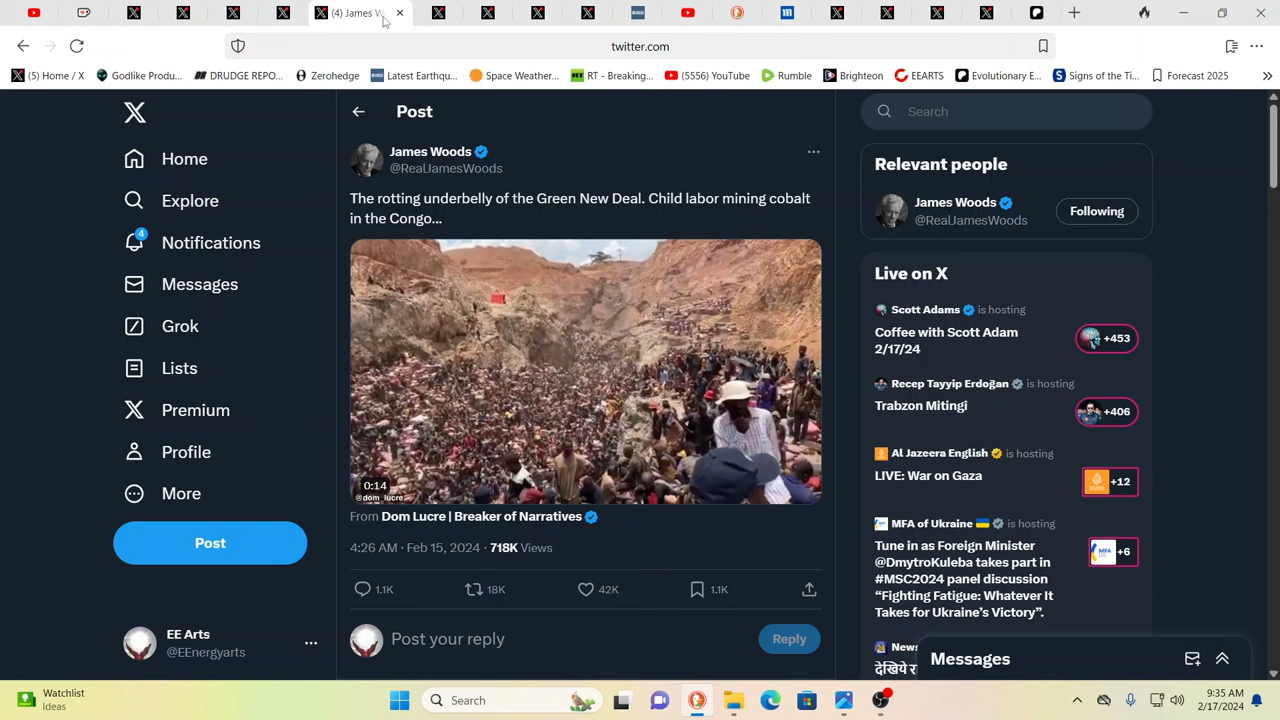 (4) James W
twitter.com
(5) Home / X
Godlike Produ...
DRUDGE REPO...
Zerohedge
Latest Earthqu...
Space Weather...
RT - Breaking...
(5556) YouTube
Rumble
Brighteon
EEARTS
Evolutionary E...
Signs of the Ti...
Forecast 2025
Home
Explore
4
Notifications
Messages
Grok
Lists
Premium
Profile
More
Post
EE Arts
@EEnergyarts
Post
James Woods
@RealJamesWoods
The rotting underbelly of the Green New Deal. Child labor mining cobalt
in the Congo...
0:14
@dom_lucre
From Dom Lucre | Breaker of Narratives
4:26 AM · Feb 15, 2024 · 718K Views
1.1K 18K 42K 1.1K
Post your reply
Reply
Search
Relevant people
James Woods
@RealJamesWoods
Following
Live on X
Scott Adams is hosting
Coffee with Scott Adam
2/17/24
+453
Recep Tayyip Erdoğan is hosting
Trabzon Mitingi
+406
Al Jazeera English is hosting
LIVE: War on Gaza
+12
MFA of Ukraine is hosting
Tune in as Foreign Minister
@DmytroKuleba takes part in
#MSC2024 panel discussion
“Fighting Fatigue: Whatever It
Takes for Ukraine’s Victory”.
+6
News
देखिये
Messages
Watchlist
Ideas
Search
9:35 AM
2/17/2024